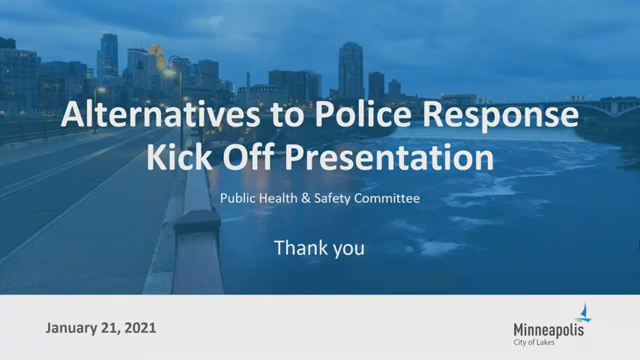 Alternatives to Police Response
Kick Off Presentation
Public Health & Safety Committee
Thank you
January 21, 2021
Minneapolis
City of Lakes